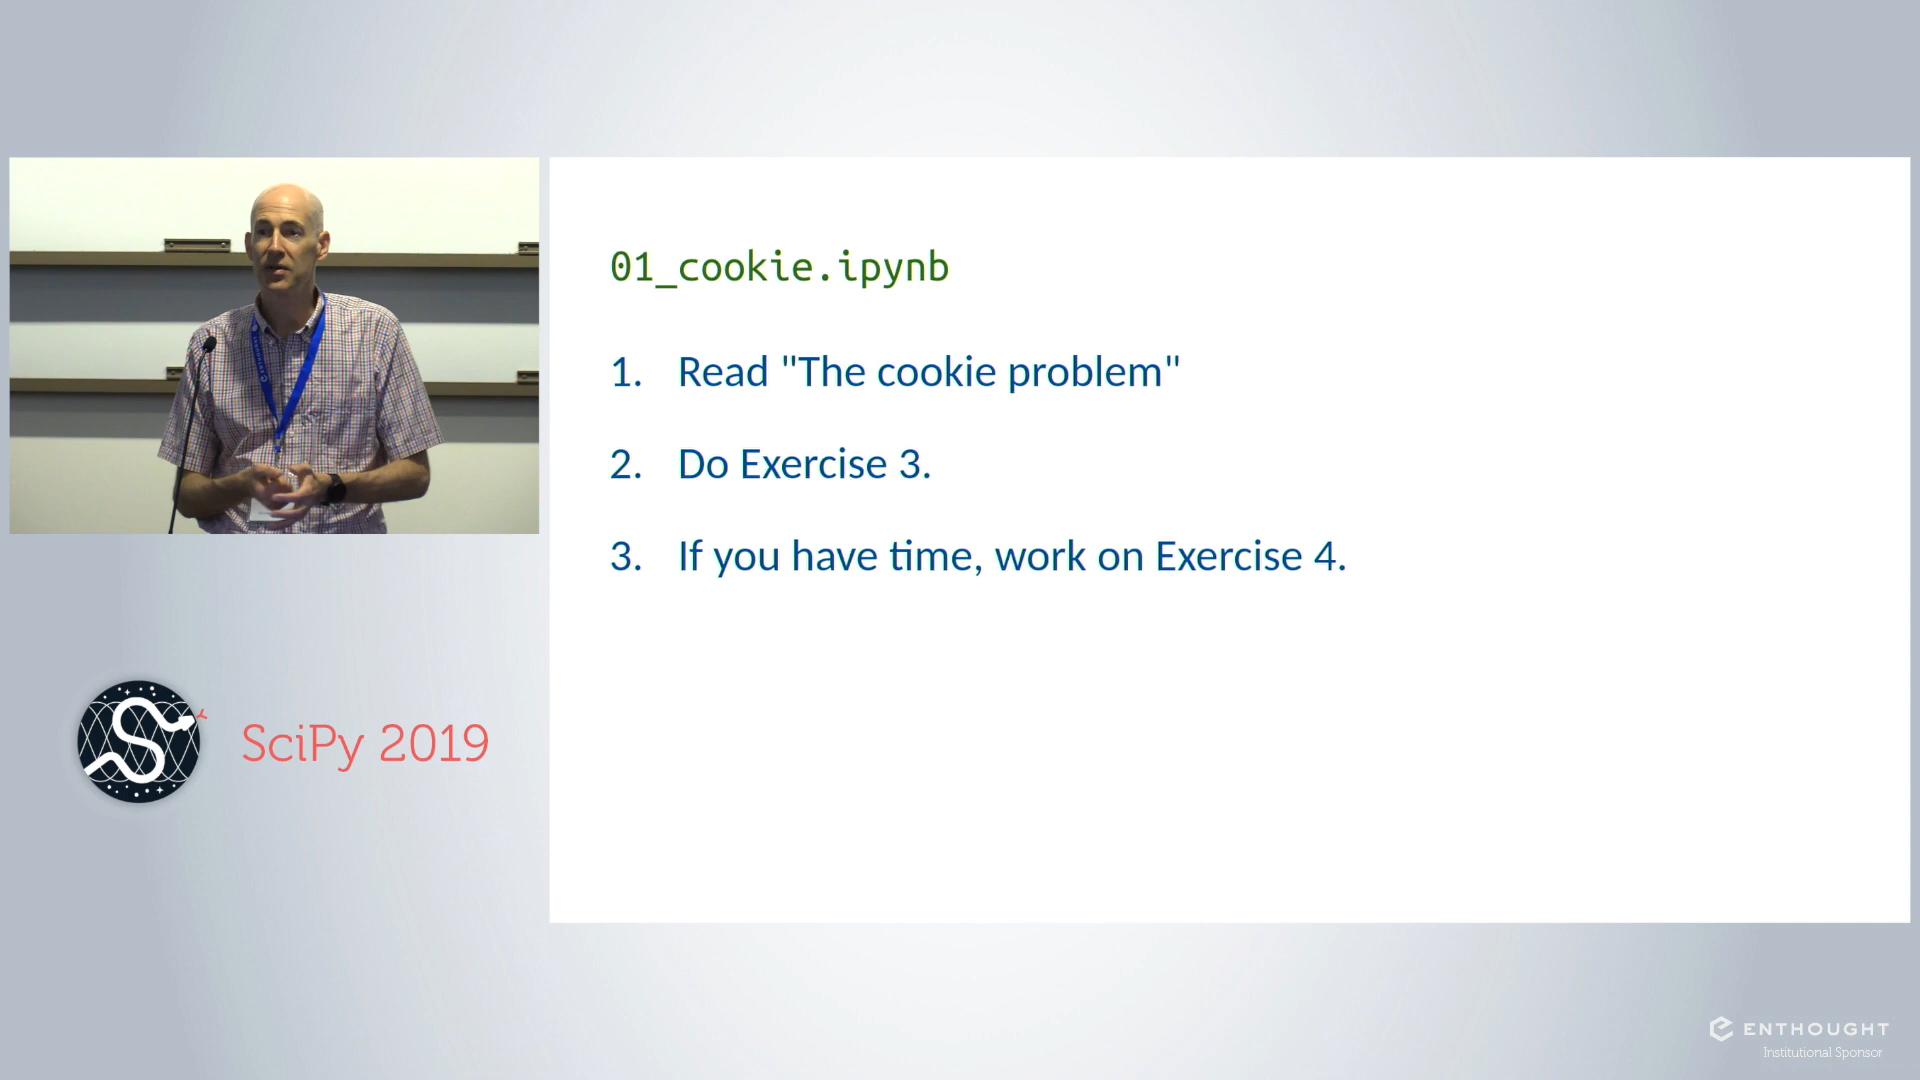 01_cookie.ipynb
1. Read "The cookie problem"
2. Do Exercise 3.
3. If you have time, work on Exercise 4.
SciPy 2019
ENTHOUGHT
Institutional Sponsor